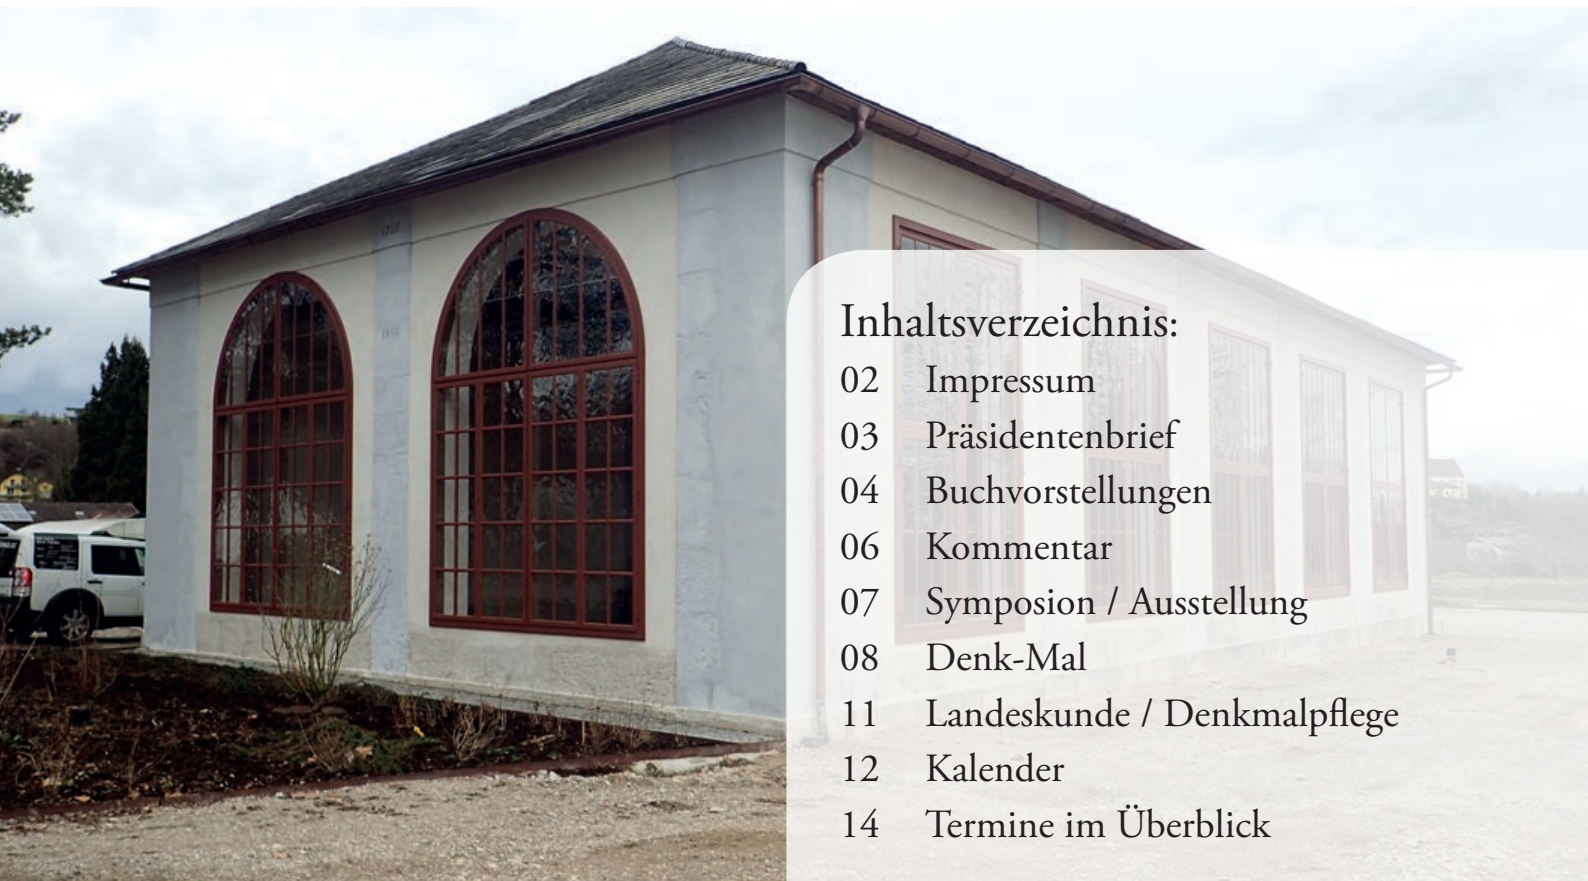 Inhaltsverzeichnis:
02 Impressum
03 Präsidentenbrief
04 Buchvorstellungen
06 Kommentar
07 Symposion / Ausstellung
08 Denk-Mal
11 Landeskunde / Denkmalpflege
12 Kalender
14 Termine im Überblick